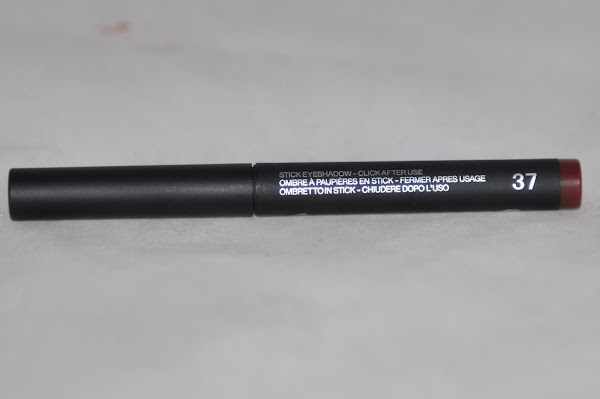 STICK EYESHADOW - CLICK AFTER USE
OMBRE À PAUPIÈRES EN STICK - FERMER APRES USAGE
OMBRETTO IN STICK - CHIUDERE DOPO L'USO
37